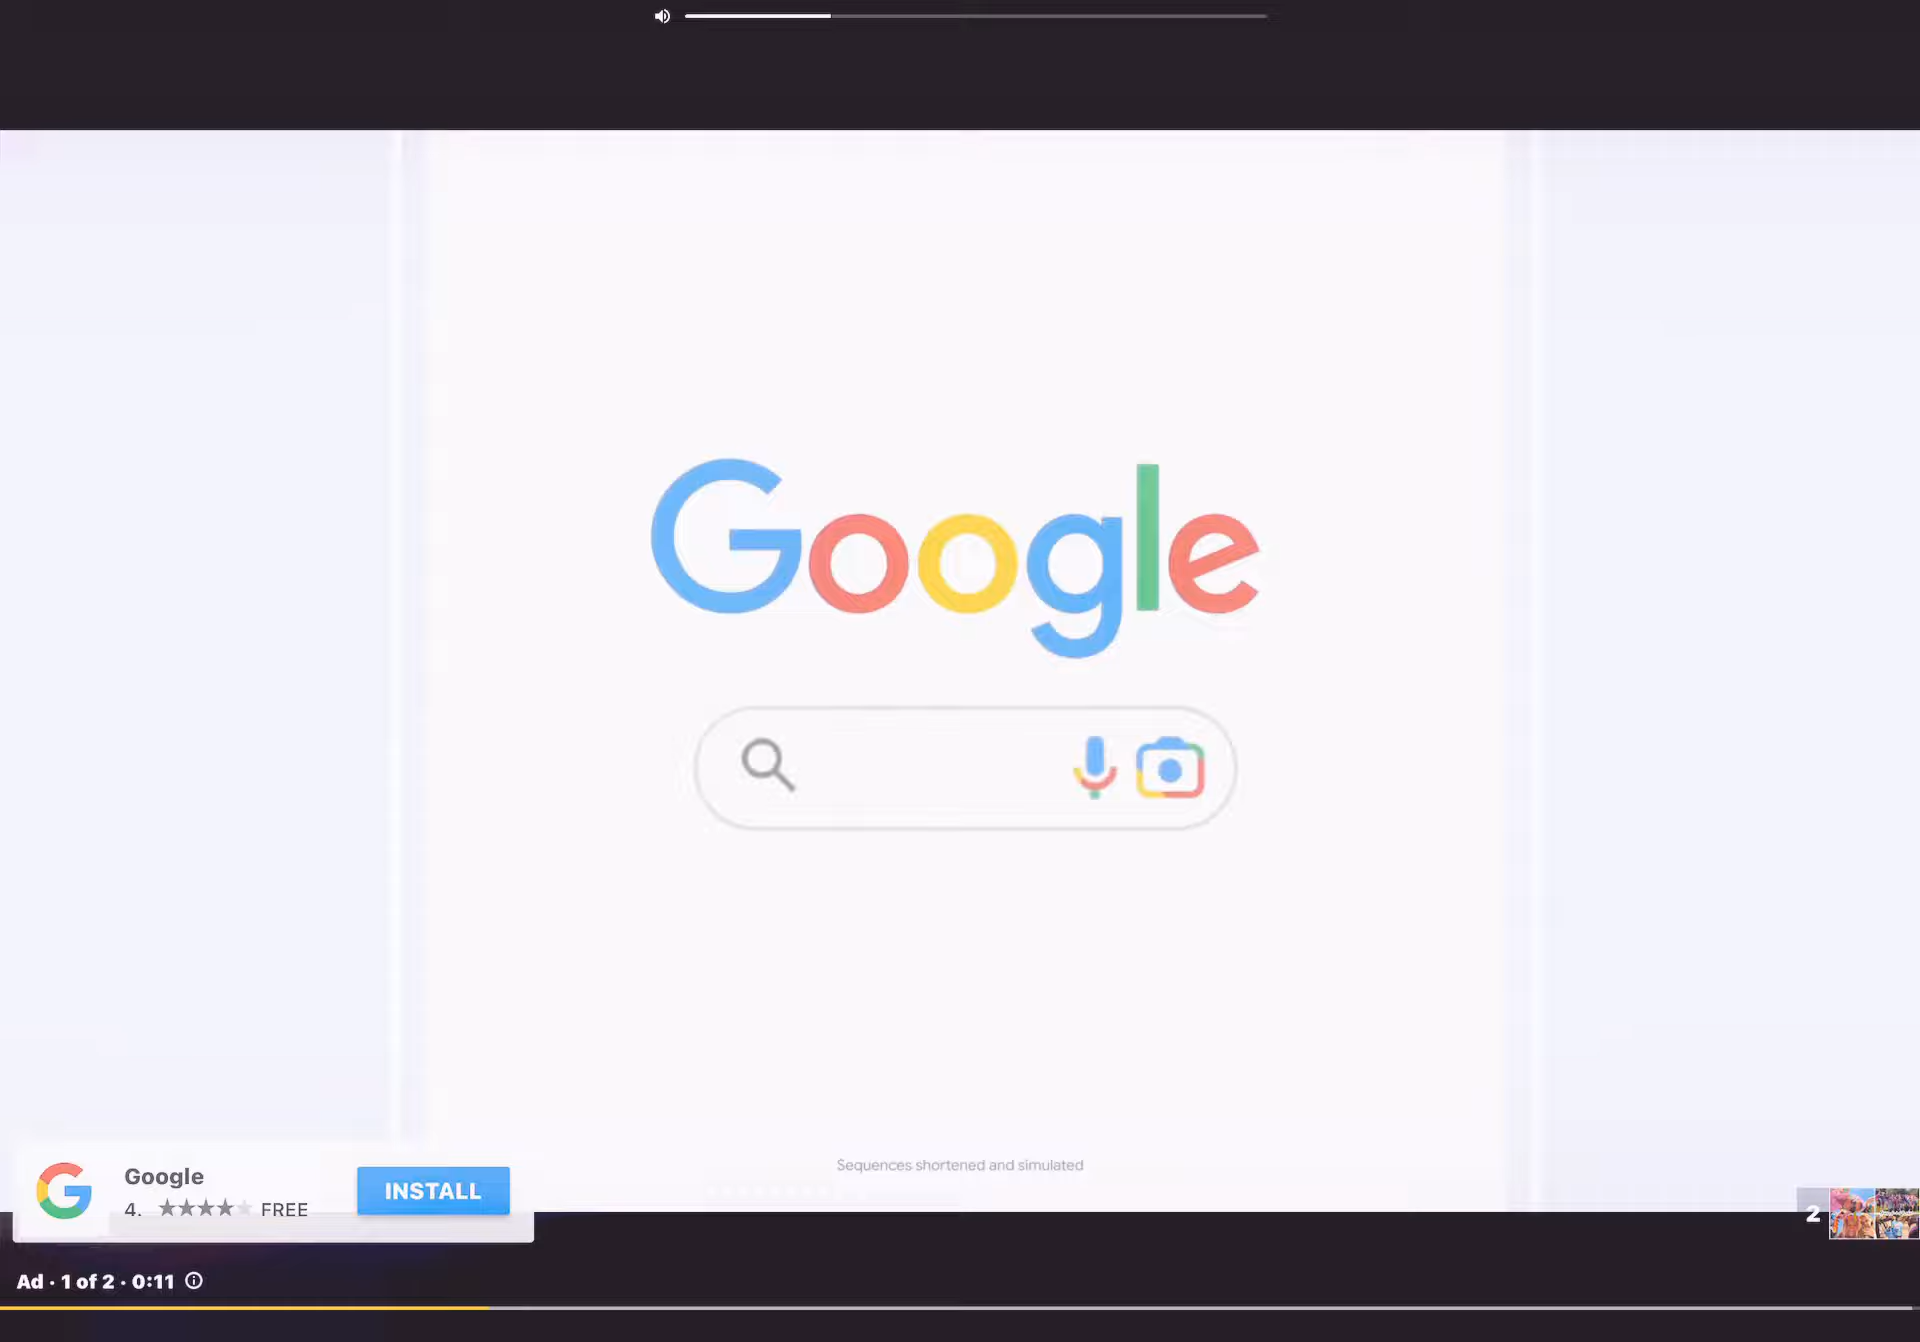 Google
Sequences shortened and simulated
Google
4. ★★★★★ FREE
INSTALL
2
Ad · 1 of 2 · 0:11